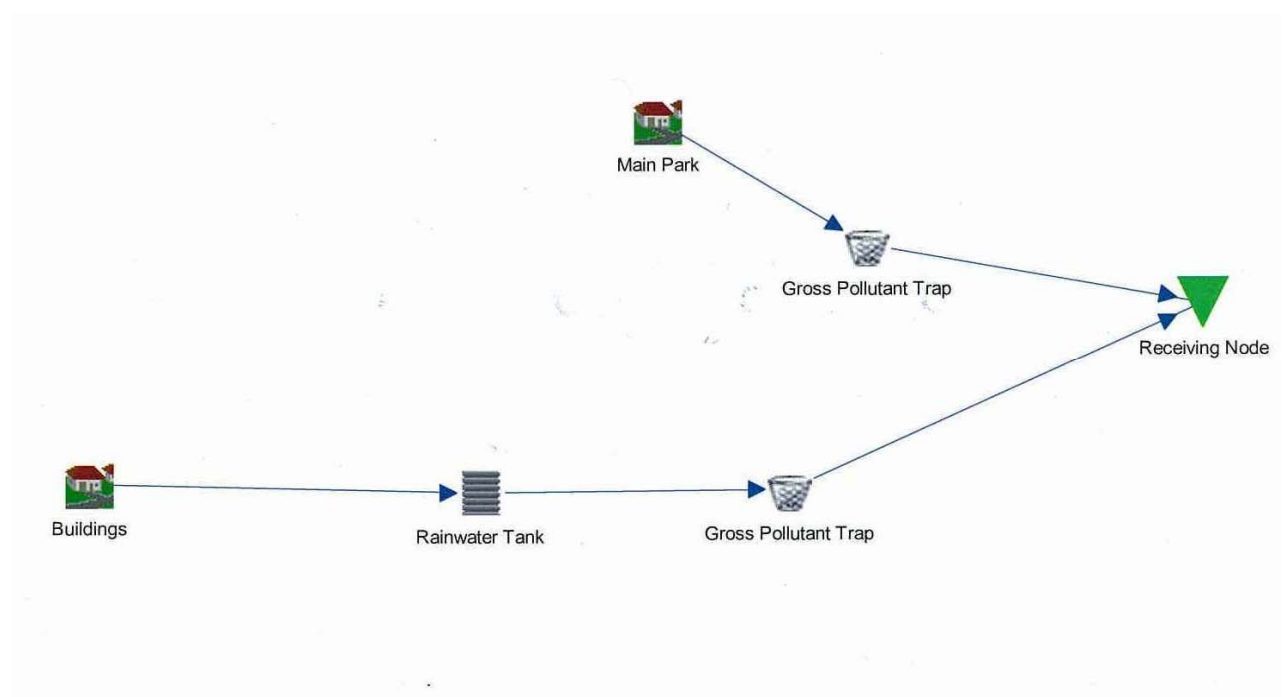 Main Park
Gross Pollutant Trap
Receiving Node
Buildings
Rainwater Tank
Gross Pollutant Trap